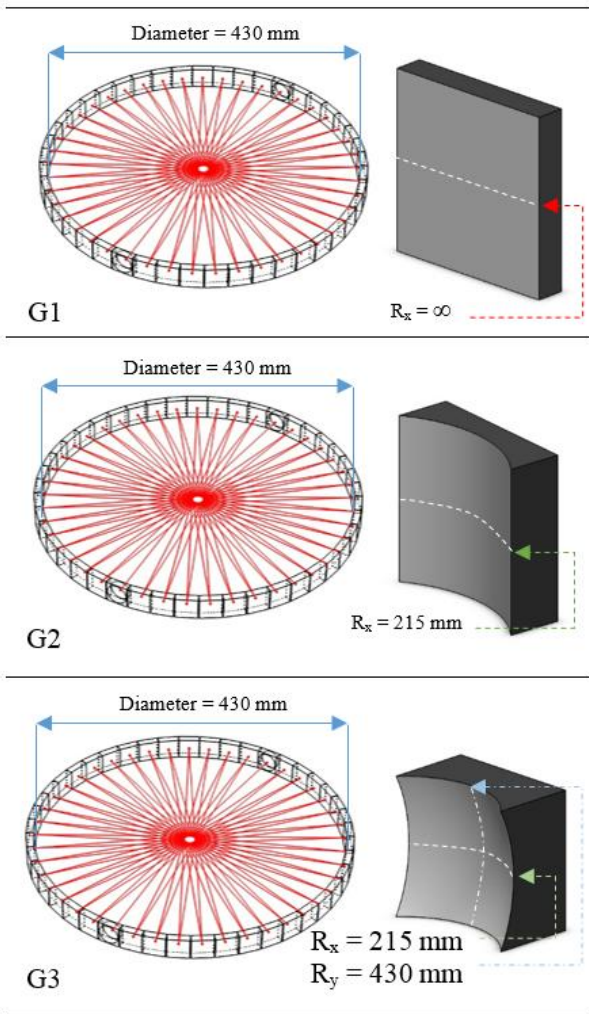 Diameter = 430 mm
G1
Rₓ = ∞
Diameter = 430 mm
G2
Rₓ = 215 mm
Diameter = 430 mm
G3
Rₓ = 215 mm
Rᵧ = 430 mm